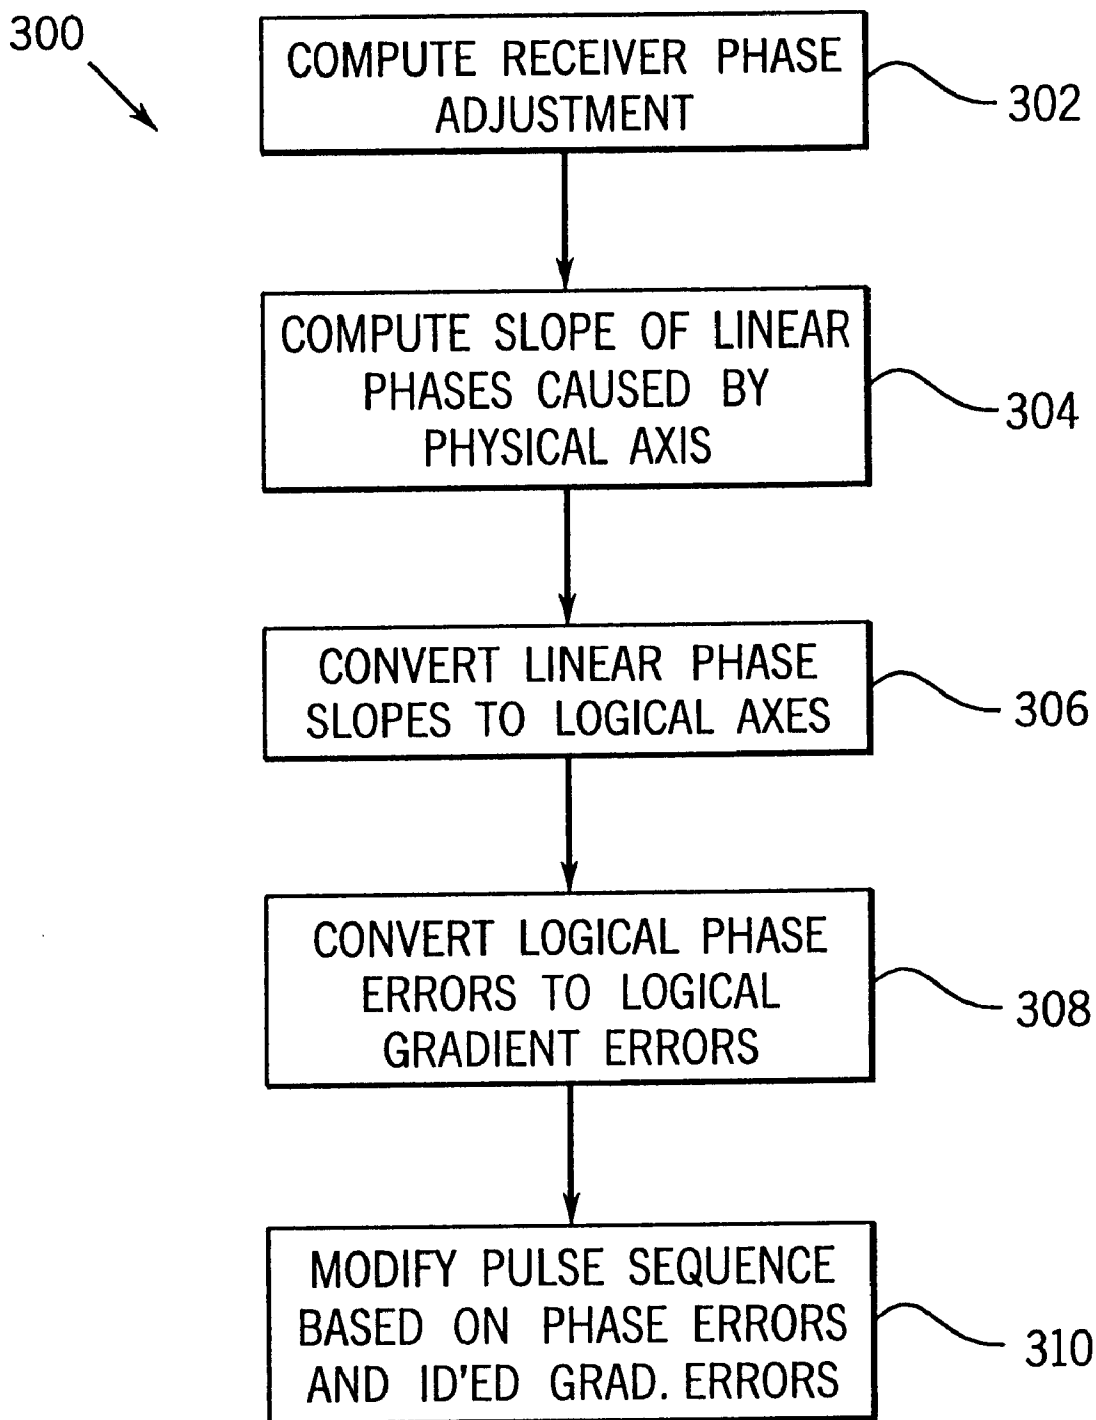 300
COMPUTE RECEIVER PHASE
ADJUSTMENT
302
COMPUTE SLOPE OF LINEAR
PHASES CAUSED BY
PHYSICAL AXIS
304
CONVERT LINEAR PHASE
SLOPES TO LOGICAL AXES
306
CONVERT LOGICAL PHASE
ERRORS TO LOGICAL
GRADIENT ERRORS
308
MODIFY PULSE SEQUENCE
BASED ON PHASE ERRORS
AND ID'ED GRAD. ERRORS
310